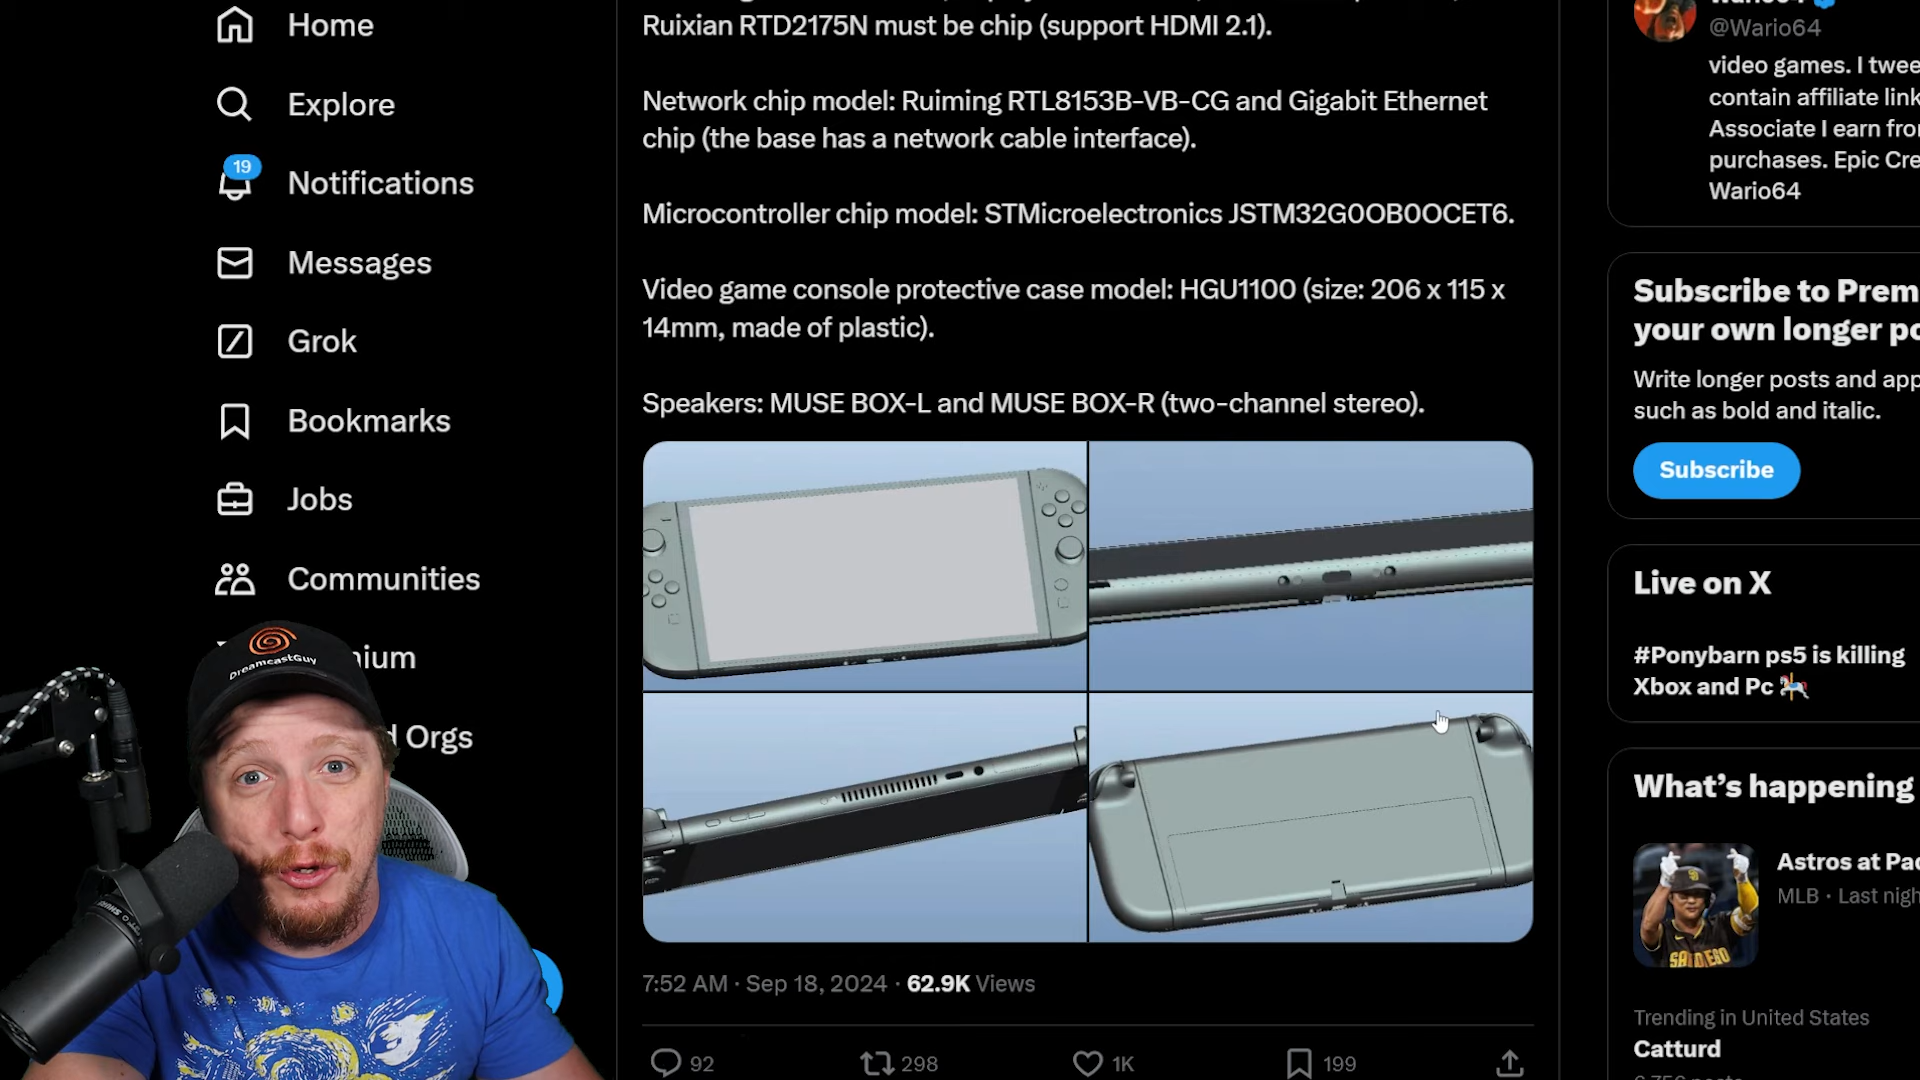 Home
Explore
19
Notifications
Messages
Grok
Bookmarks
Jobs
Communities
Orgs
Ruixian RTD2175N must be chip (support HDMI 2.1).
Network chip model: Ruiming RTL8153B-VB-CG and Gigabit Ethernet
chip (the base has a network cable interface).
Microcontroller chip model: STMicroelectronics JSTM32G0OB0OCET6.
Video game console protective case model: HGU1100 (size: 206 x 115 x
14mm, made of plastic).
Speakers: MUSE BOX-L and MUSE BOX-R (two-channel stereo).
7:52 AM · Sep 18, 2024 · 62.9K Views
92
298
1K
199
@Wario64
video games. I twee
contain affiliate link
Associate I earn fro
purchases. Epic Cre
Wario64
Subscribe to Prem
your own longer po
Write longer posts and app
such as bold and italic.
Subscribe
Live on X
#Ponybarn ps5 is killing
Xbox and Pc 🎠
What's happening
Astros at Pad
MLB · Last nigh
Trending in United States
Catturd
DreamcastGuy
SHURE